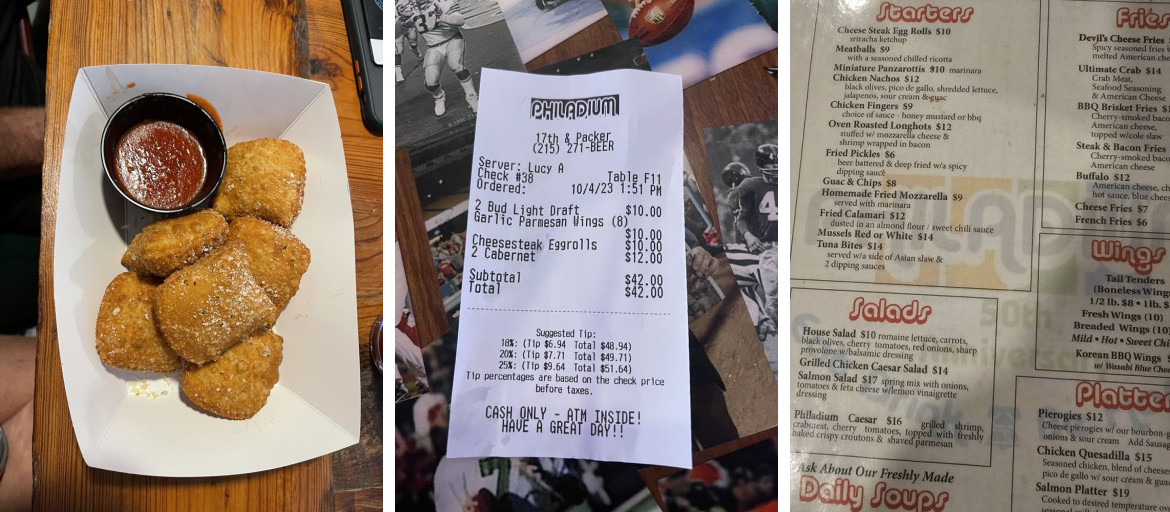 PHILADIUM
17th & Packer
(215) 271-BEER
Server: Lucy A
Check #38 Table F11
Ordered: 10/4/23 1:51 PM
2 Bud Light Draft $10.00
Garlic Parmesan Wings (8)
$10.00
Cheesesteak Eggrolls $10.00
2 Cabernet $12.00
Subtotal $42.00
Total $42.00
Suggested Tip:
18%: (Tip $6.94 Total $48.94)
20%: (Tip $7.71 Total $49.71)
25%: (Tip $9.64 Total $51.64)
Tip percentages are based on the check price
before taxes.
CASH ONLY - ATM INSIDE!
HAVE A GREAT DAY!!
Starters
Cheese Steak Egg Rolls $10
sriracha ketchup
Meatballs $9
with a seasoned chilled ricotta
Miniature Panzarottis $10 marinara
Chicken Nachos $12
black olives, pico de gallo, shredded lettuce,
jalapenos, sour cream & guac
Chicken Fingers $9
choice of sauce - honey mustard or bbq
Oven Roasted Longhots $12
stuffed w/ mozzarella cheese &
shrimp wrapped in bacon
Fried Pickles $6
beer battered & deep fried w/a spicy
dipping sauce
Guac & Chips $8
Homemade Fried Mozzarella $9
served with marinara
Fried Calamari $12
dusted in an almond flour / sweet chili sauce
Mussels Red or White $14
Tuna Bites $14
served w/a side of Asian slaw &
2 dipping sauces
Salads
House Salad $10 romaine lettuce, carrots,
black olives, cherry tomatoes, red onions, sharp
provolone w/balsamic dressing
Grilled Chicken Caesar Salad $14
Salmon Salad $17 spring mix with onions,
tomatoes & feta cheese w/lemon vinaigrette
dressing
Philadium Caesar $16 grilled shrimp,
crabmeat, cherry tomatoes, topped with freshly
baked crispy croutons & shaved parmesan
Ask About Our Freshly Made
Daily Soups
Fries
Devil's Cheese Fries
Spicy seasoned fries
melted American
Ultimate Crab $14
Crab Meat,
Seafood Seasoning
& American Cheese
BBQ Brisket Fries
Cherry-smoked
American cheese,
topped w/cole slaw
Steak & Bacon Fries
Cherry-smoked
American cheese
Buffalo $12
American cheese,
hot sauce, blue
Cheese Fries $7
French Fries $6
Wings
Tail Tenders
(Boneless
1/2 lb. $8 • 1 lb.
Fresh Wings (10)
Breaded Wings (10)
Mild • Hot • Sweet
Korean BBQ Wings
w/ Wasabi Blue
Platter
Pierogies $12
Cheese pierogies w/ our
onions & sour cream Add
Chicken Quesadilla $15
Seasoned chicken, blend of
pico de gallo w/ sour cream &
Salmon Platter $19
Cooked to desired temperature
50th